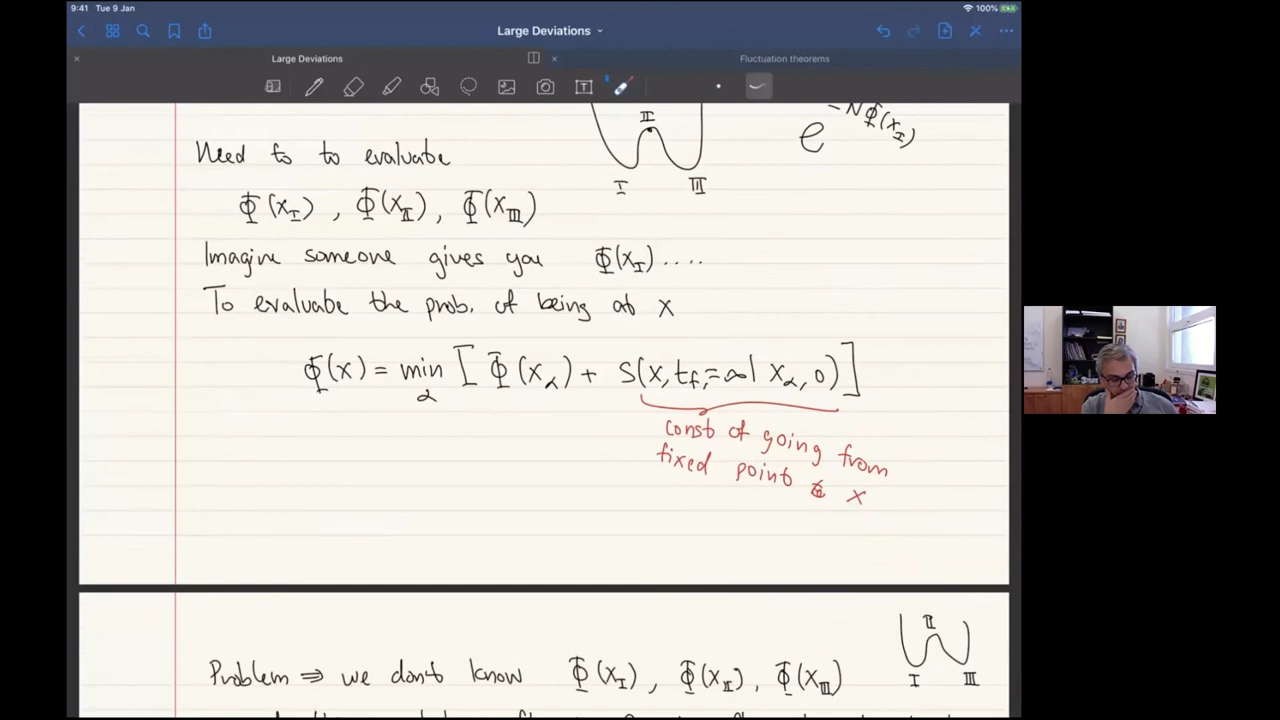 9:41 Tue 9 Jan
100%
Large Deviations
Large Deviations
Fluctuation theorems
II
e^{-NΦ(x_I)}
Need to to evaluate
I III
Φ(x_I), Φ(x_II), Φ(x_III)
Imagine someone gives you Φ(x_I)....
To evaluate the prob. of being at x
Φ(x) = min_α [Φ(x_α) + S(x, t_f = ∞ | x_α, 0)]
const of going from
fixed point to x
II
Problem ⇒ we don't know Φ(x_I), Φ(x_II), Φ(x_III)
I III